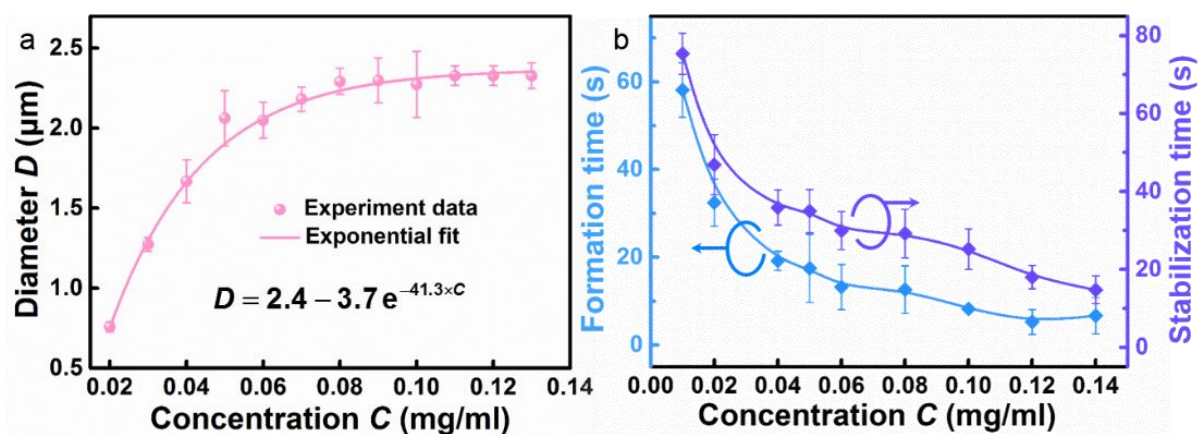 a
2.5
2.0
1.5
1.0
0.5
Diameter D (μm)
Experiment data
Exponential fit
D = 2.4 − 3.7 e^−41.3×C
0.02 0.04 0.06 0.08 0.10 0.12 0.14
Concentration C (mg/ml)
b
60
40
20
0
Formation time (s)
80
60
40
20
0
Stabilization time (s)
0.00 0.02 0.04 0.06 0.08 0.10 0.12 0.14
Concentration C (mg/ml)